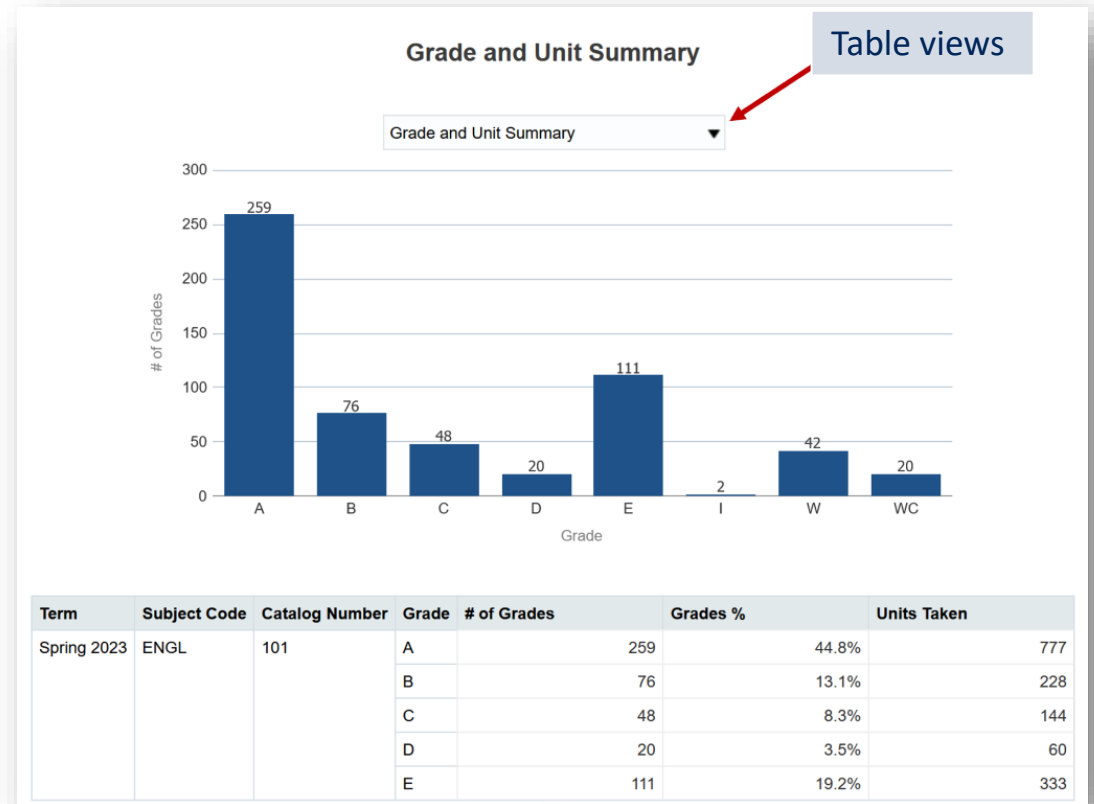 Table views
Grade and Unit Summary
Grade and Unit Summary
300
250
200
150
100
50
0
# of Grades
259
76
48
20
111
2
42
20
A B C D E I W WC
Grade
Term Subject Code Catalog Number Grade # of Grades Grades % Units Taken
Spring 2023 ENGL 101 A 259 44.8% 777
B 76 13.1% 228
C 48 8.3% 144
D 20 3.5% 60
E 111 19.2% 333